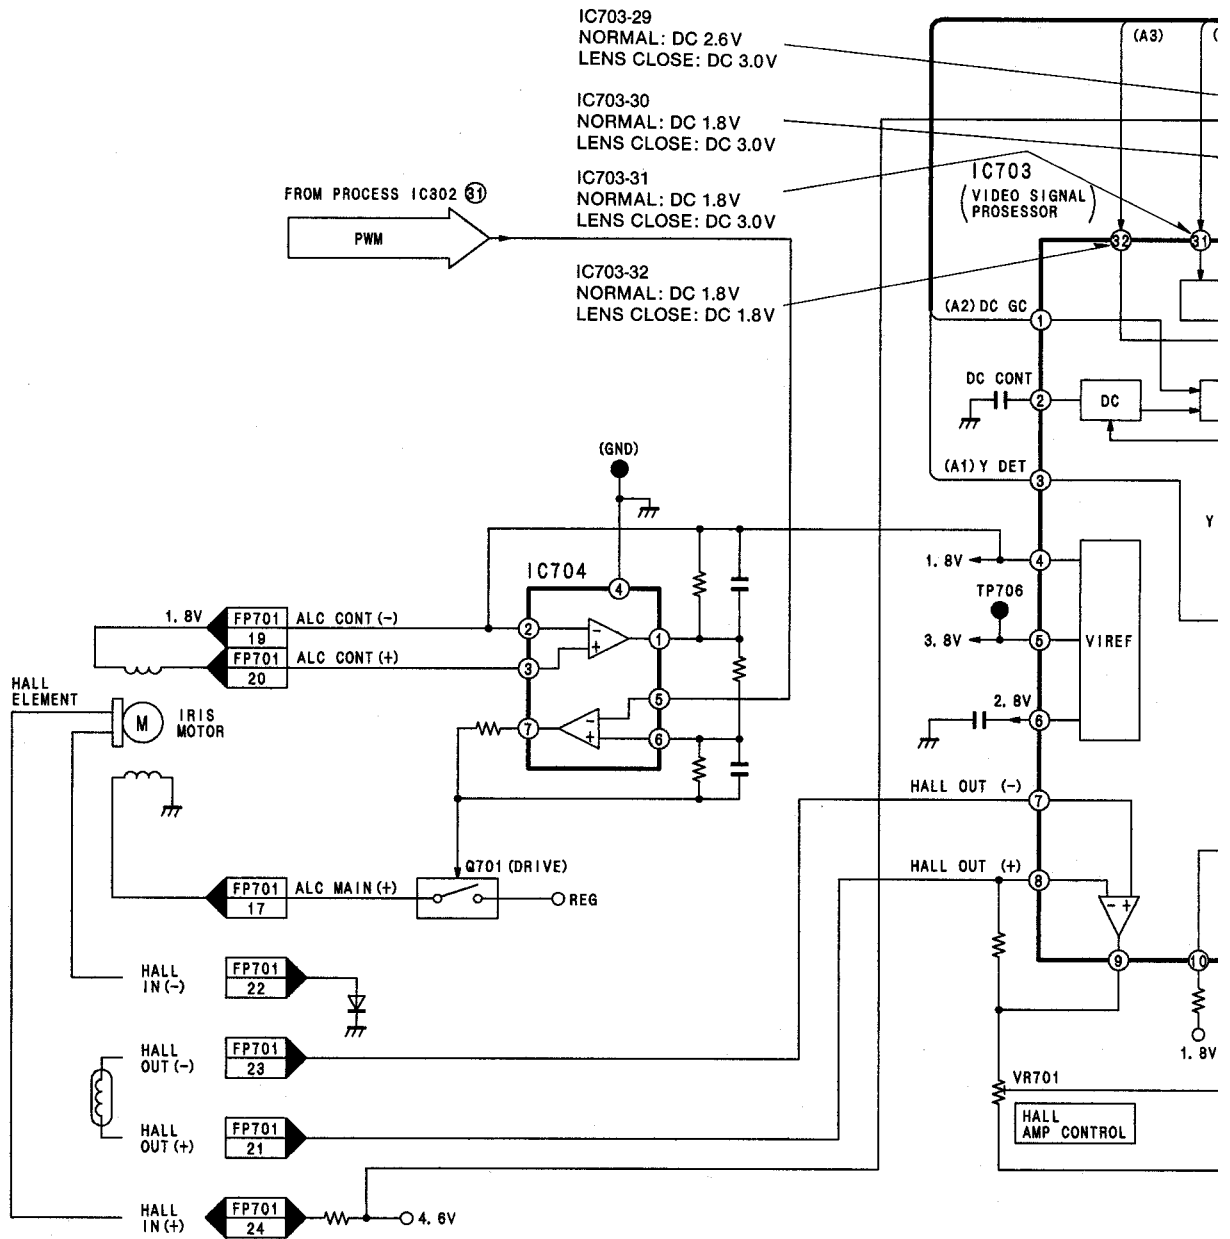 IC703-29
NORMAL: DC 2.6V
LENS CLOSE: DC 3.0V
(A3)
IC703-30
NORMAL: DC 1.8V
LENS CLOSE: DC 3.0V
IC703-31
NORMAL: DC 1.8V
LENS CLOSE: DC 3.0V
IC703
(VIDEO SIGNAL
PROSESSOR)
FROM PROCESS IC302 31
PWM
32
31
IC703-32
NORMAL: DC 1.8V
LENS CLOSE: DC 1.8V
(A2) DC GC
1
DC CONT
2
DC
(GND)
(A1) Y DET
3
Y
IC704
4
1.8V
4
TP706
1.8V
FP701
19
ALC CONT (-)
2
-
+
1
3.8V
5
VIREF
FP701
20
ALC CONT (+)
3
HALL
ELEMENT
M
IRIS
MOTOR
5
7
-
+
6
2.8V
6
HALL OUT (-)
7
HALL OUT (+)
8
- +
Q701 (DRIVE)
FP701
17
ALC MAIN (+)
REG
9
10
HALL
IN (-)
FP701
22
1.8V
HALL
OUT (-)
FP701
23
VR701
HALL
AMP CONTROL
HALL
OUT (+)
FP701
21
HALL
IN (+)
FP701
24
4.6V